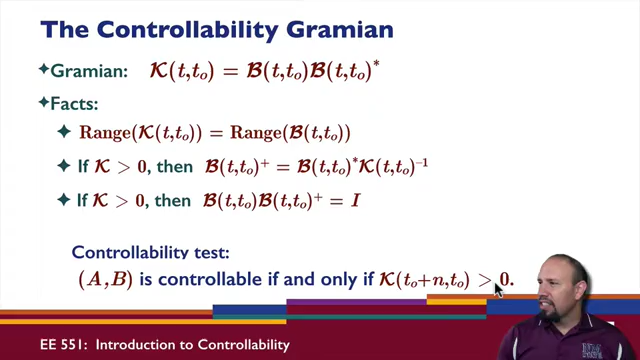 The Controllability Gramian
✦Gramian: 𝓚(t,tₒ) = 𝓑(t,tₒ)𝓑(t,tₒ)*
✦Facts:
✦ Range(𝓚(t,tₒ)) = Range(𝓑(t,tₒ))
✦ If 𝓚 > 0, then 𝓑(t,tₒ)⁺ = 𝓑(t,tₒ)*𝓚(t,tₒ)⁻¹
✦ If 𝓚 > 0, then 𝓑(t,tₒ)𝓑(t,tₒ)⁺ = I
Controllability test:
(A,B) is controllable if and only if 𝓚(tₒ+n,tₒ) > 0.
EE 551: Introduction to Controllability